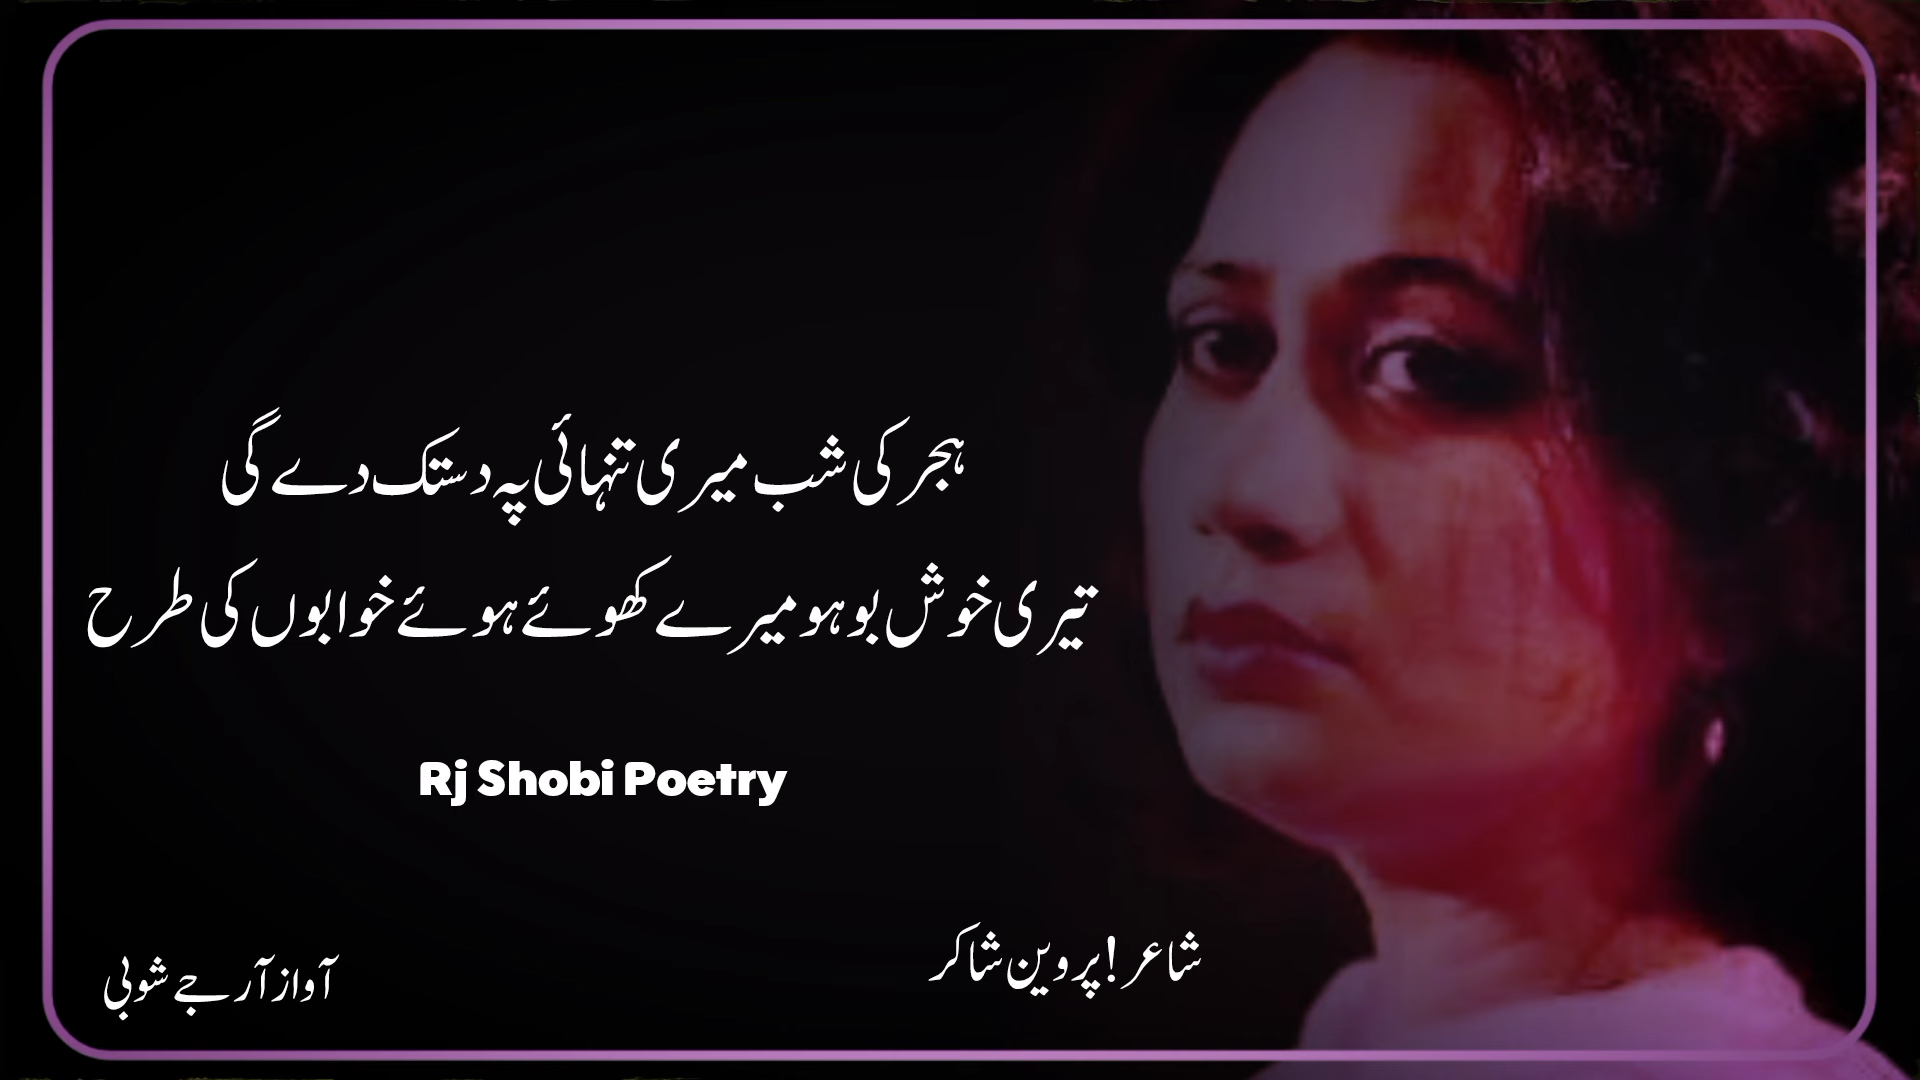 ہجر کی شب میری تنہائی پہ دستک دے گی
تیری خوش بو ہو میرے کھوئے ہوئے خوابوں کی طرح
Rj Shobi Poetry
شاعر ! پروین شاکر
آواز آر جے شوبی